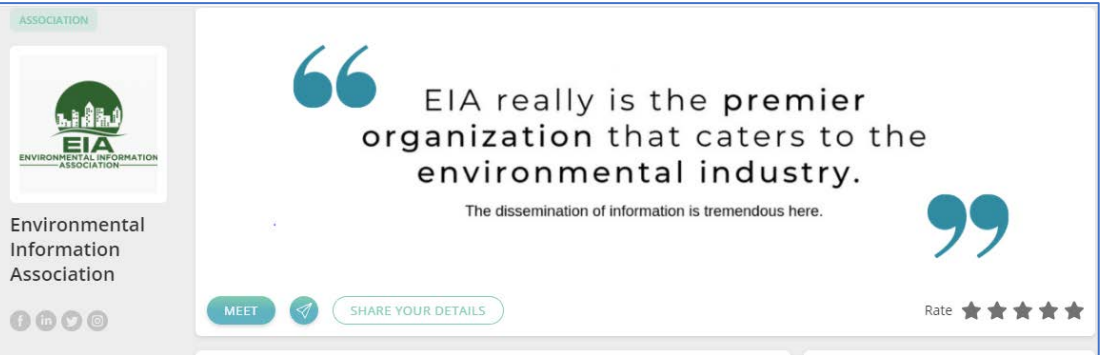 ASSOCIATION
EIA
ENVIRONMENTAL INFORMATION
ASSOCIATION
Environmental
Information
Association
“
EIA really is the premier
organization that caters to the
environmental industry.
The dissemination of information is tremendous here.
”
MEET
SHARE YOUR DETAILS
Rate